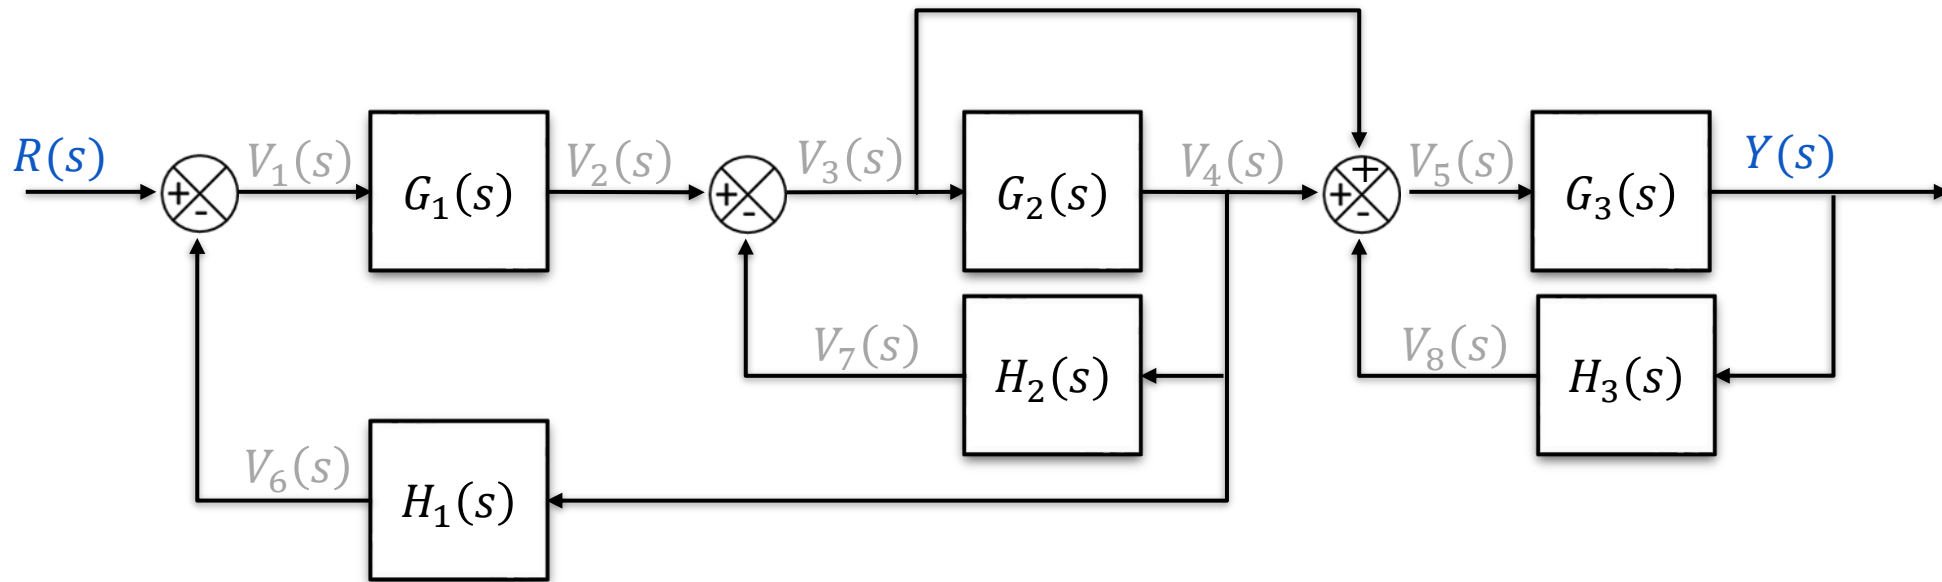 R(s)
V₁(s)
G₁(s)
V₂(s)
V₃(s)
G₂(s)
V₄(s)
V₅(s)
G₃(s)
Y(s)
+
-
+
-
+
+
-
V₇(s)
H₂(s)
V₈(s)
H₃(s)
V₆(s)
H₁(s)